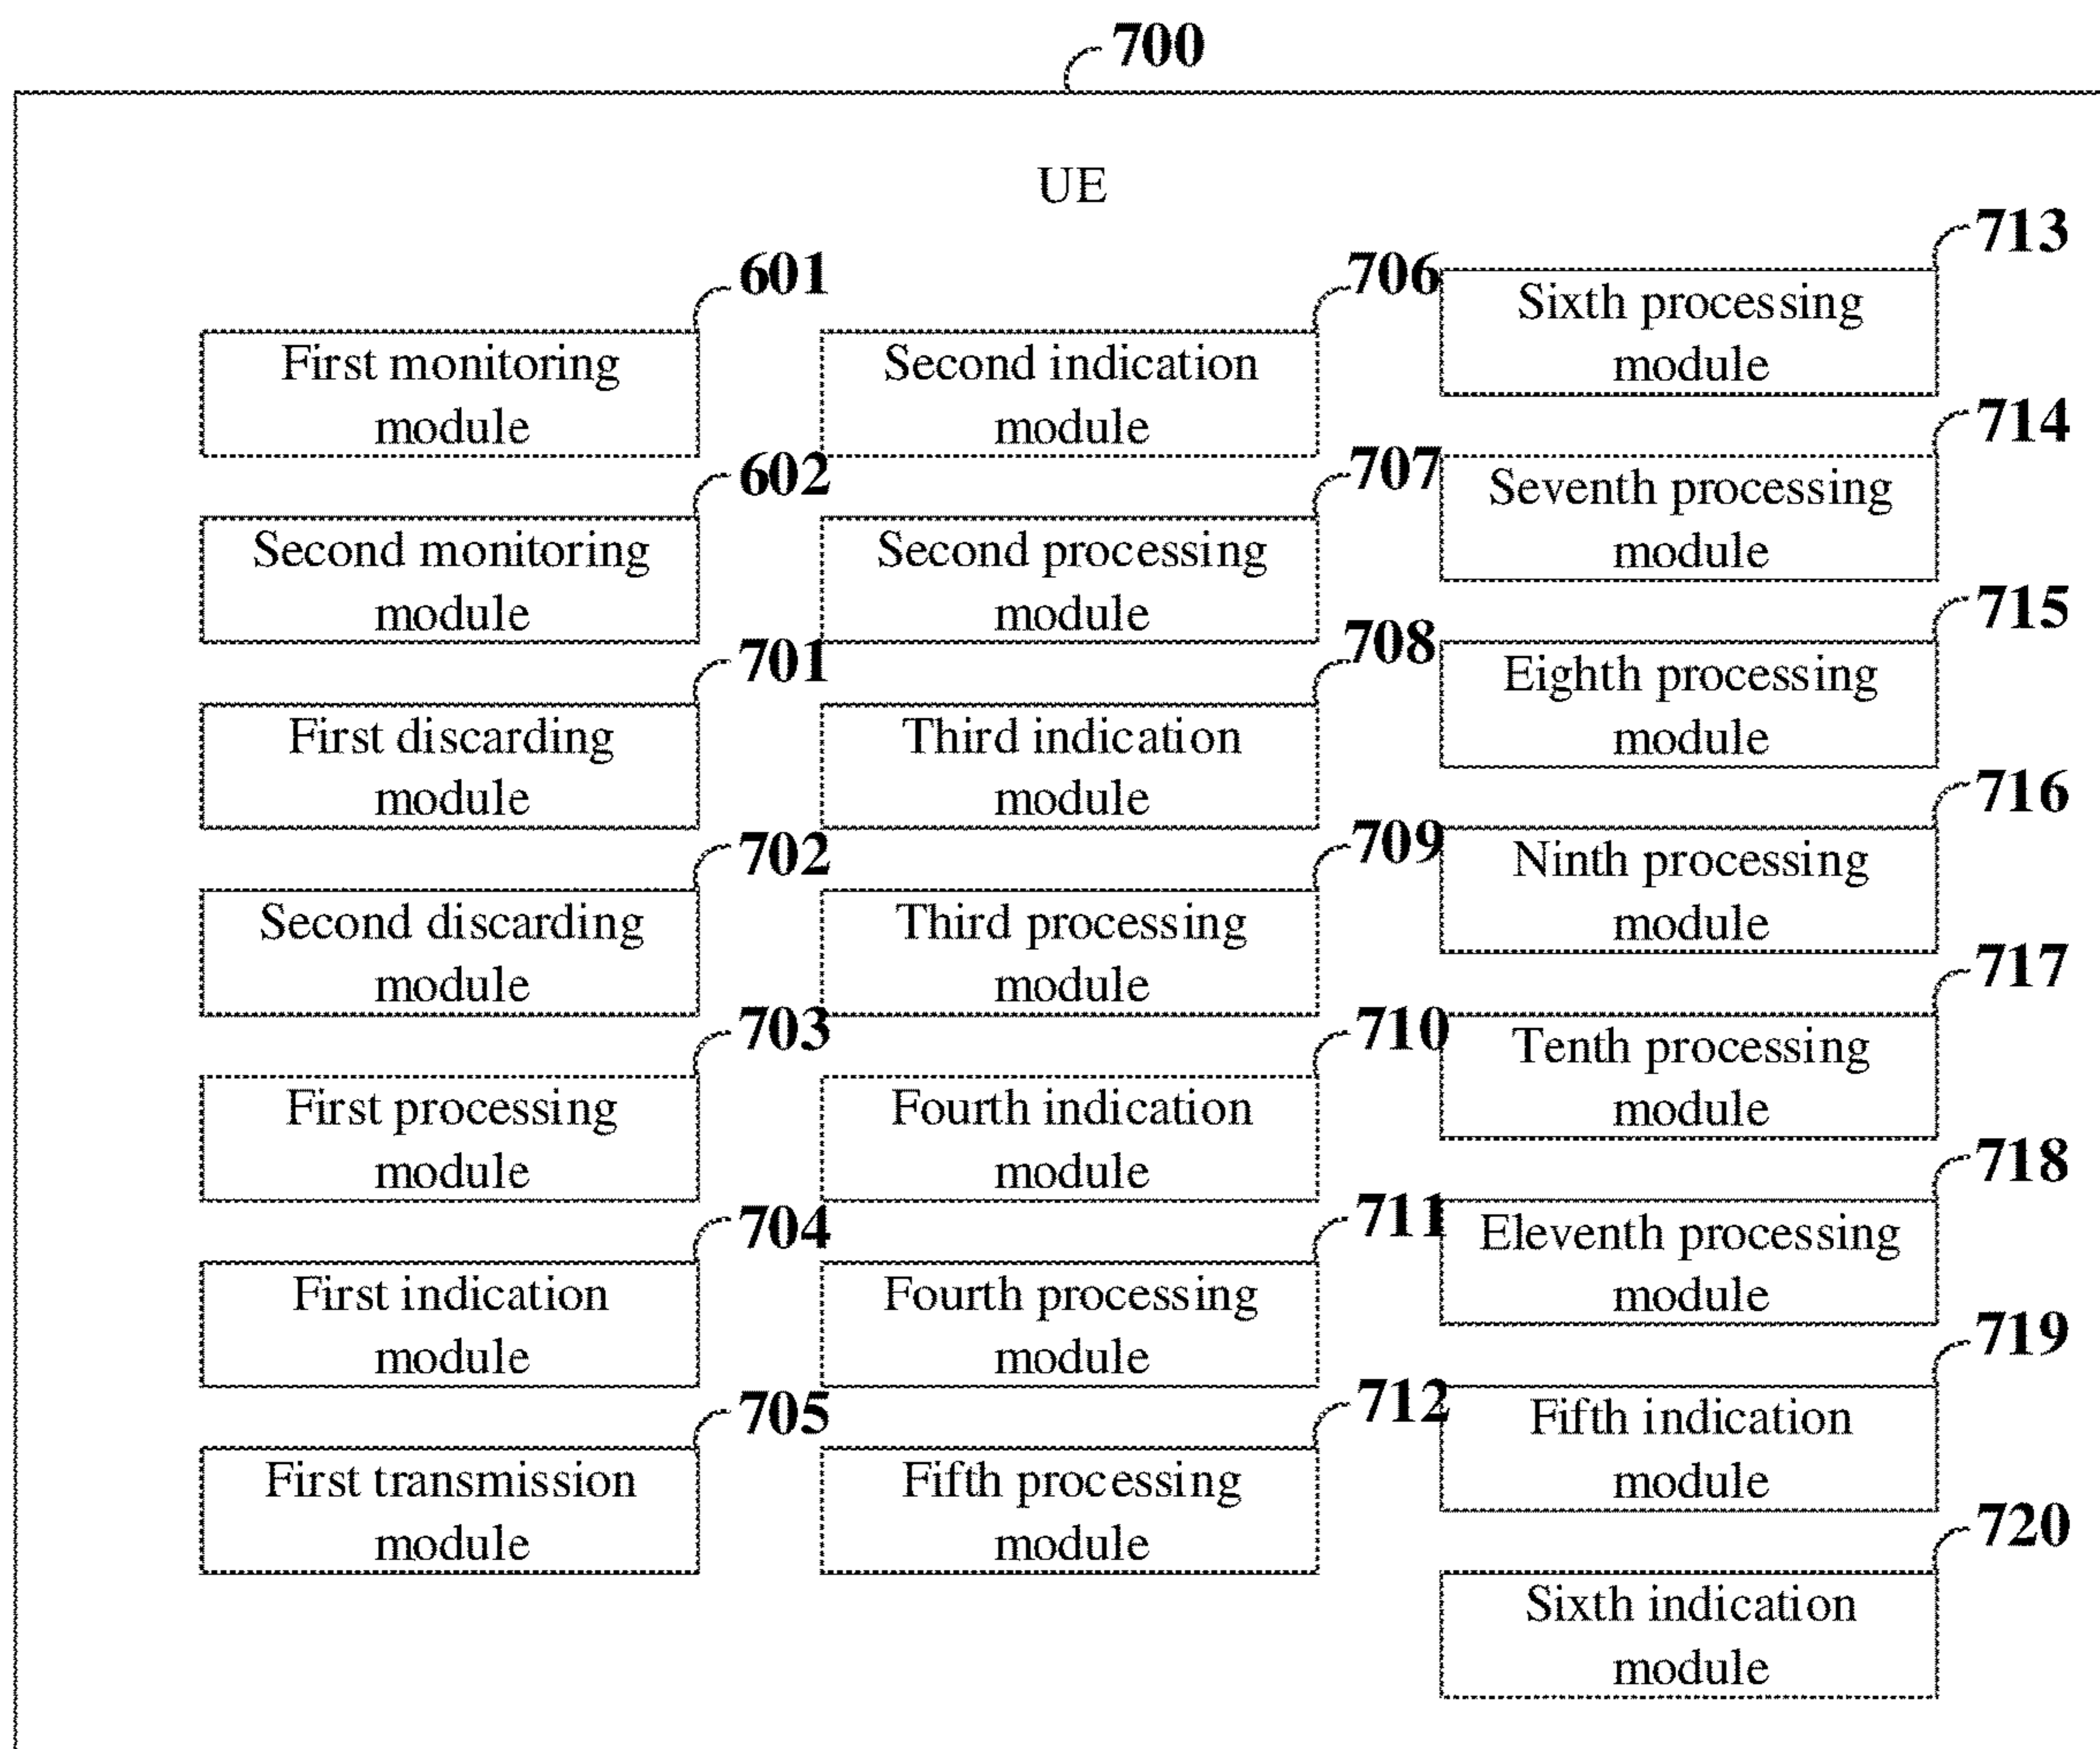 700
UE
601
First monitoring
module
602
Second monitoring
module
701
First discarding
module
702
Second discarding
module
703
First processing
module
704
First indication
module
705
First transmission
module
706
Second indication
module
707
Second processing
module
708
Third indication
module
709
Third processing
module
710
Fourth indication
module
711
Fourth processing
module
712
Fifth processing
module
713
Sixth processing
module
714
Seventh processing
module
715
Eighth processing
module
716
Ninth processing
module
717
Tenth processing
module
718
Eleventh processing
module
719
Fifth indication
module
720
Sixth indication
module